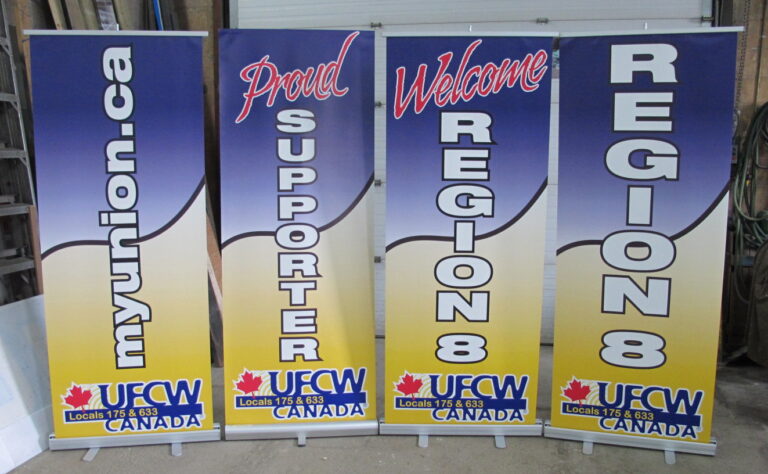 myunion.ca
UFCW
Locals 175 & 633
CANADA
Proud
SUPPORTER
UFCW
Locals 175 & 633
CANADA
Welcome
REGION 8
UFCW
Locals 175 & 633
CANADA
REGION 8
UFCW
Locals 175 & 633
CANADA